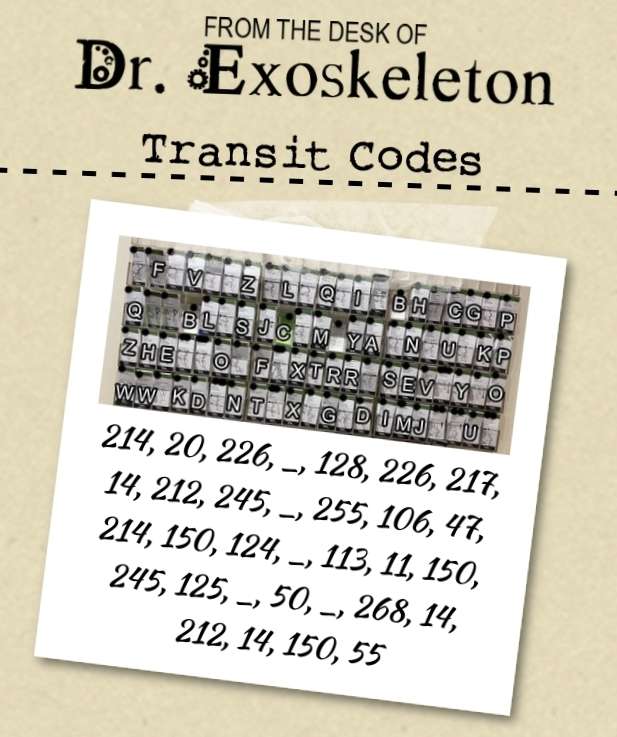 FROM THE DESK OF
Dr. Exoskeleton
Transit Codes
F V Z L Q I B H C G P
Q B L S J C M Y A N U K P
Z H E O F X T R R S E V Y O
W W K D N T X G D I M J U
214, 20, 226, _, 128, 226, 217,
14, 212, 245, _, 255, 106, 47,
214, 150, 124, _, 113, 11, 150,
245, 125, _, 50, _, 268, 14,
212, 14, 150, 55